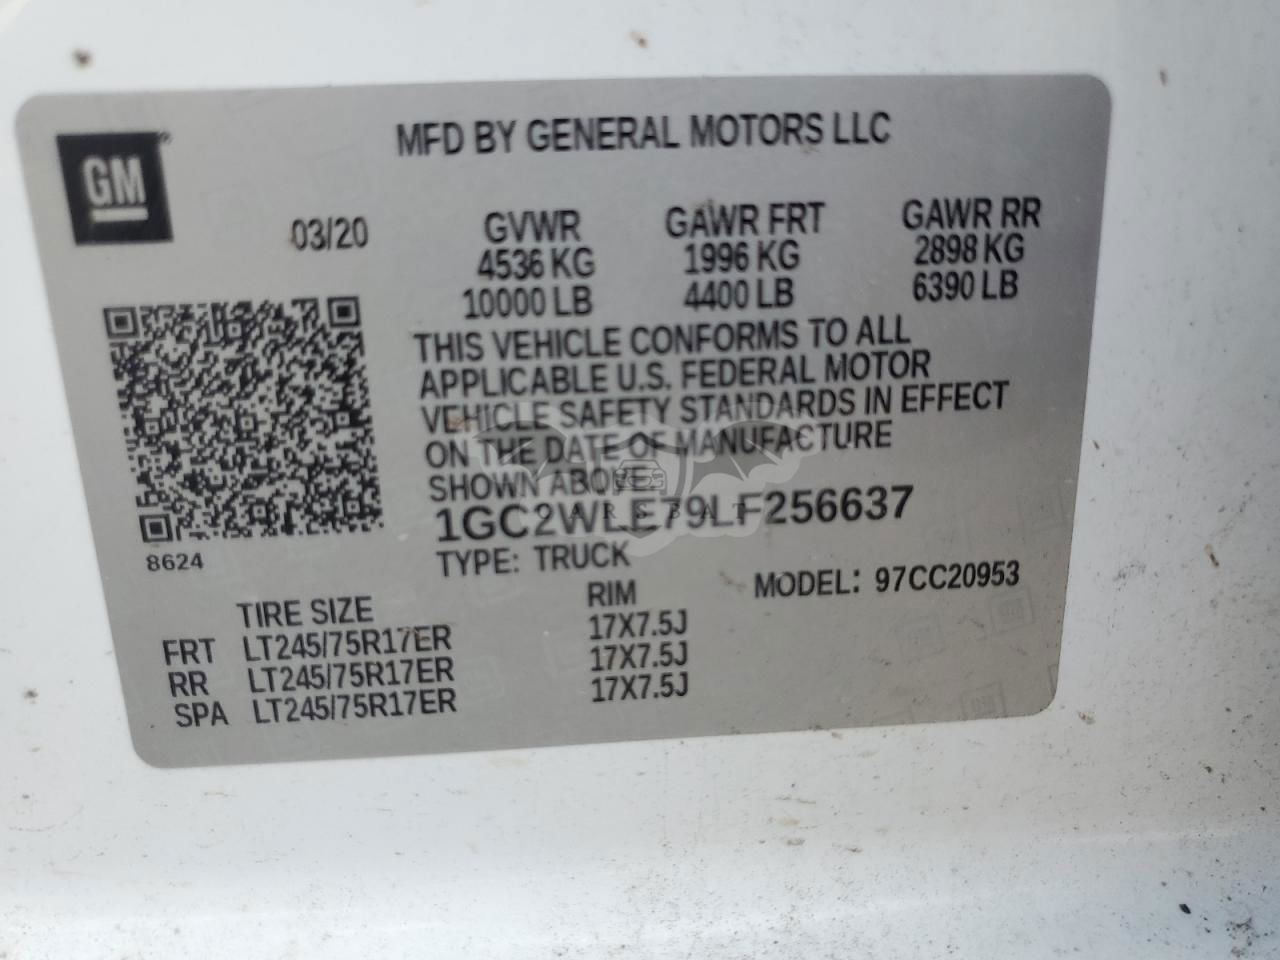 MFD BY GENERAL MOTORS LLC
GM
03/20
GVWR GAWR FRT GAWR RR
4536 KG 1996 KG 2898 KG
10000 LB 4400 LB 6390 LB
THIS VEHICLE CONFORMS TO ALL
APPLICABLE U.S. FEDERAL MOTOR
VEHICLE SAFETY STANDARDS IN EFFECT
ON THE DATE OF MANUFACTURE
SHOWN ABOVE.
1GC2WLE79LF256637
8624
TYPE: TRUCK
MODEL: 97CC20953
TIRE SIZE RIM
FRT LT245/75R17ER 17X7.5J
RR LT245/75R17ER 17X7.5J
SPA LT245/75R17ER 17X7.5J